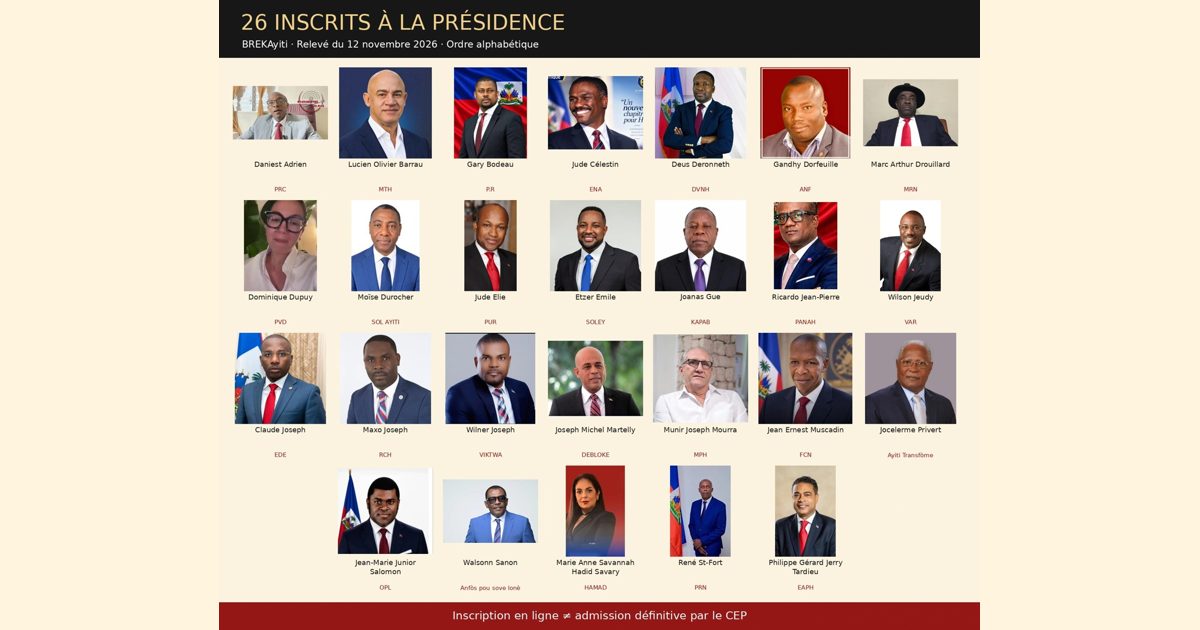 26 INSCRITS À LA PRÉSIDENCE
BREKAyiti · Relevé du 12 novembre 2026 · Ordre alphabétique
"Un
nouve
chapitr
pour H
Daniest Adrien
Lucien Olivier Barrau
Gary Bodeau
Jude Célestin
Deus Deronneth
Gandhy Dorfeuille
Marc Arthur Drouillard
PRC
MTH
P.R
ENA
DVNH
ANF
MRN
Dominique Dupuy
Moïse Durocher
Jude Elie
Etzer Emile
Joanas Gue
Ricardo Jean-Pierre
Wilson Jeudy
PVD
SOL AYITI
PUR
SOLEY
KAPAB
PANAH
VAR
Claude Joseph
Maxo Joseph
Wilner Joseph
Joseph Michel Martelly
Munir Joseph Mourra
Jean Ernest Muscadin
Jocelerme Privert
EDE
RCH
VIKTWA
DEBLOKE
MPH
FCN
Ayiti Transfòme
Jean-Marie Junior
Salomon
Walsonn Sanon
Marie Anne Savannah
Hadid Savary
René St-Fort
Philippe Gérard Jerry
Tardieu
OPL
Anfòs pou sove lonè
HAMAD
PRN
EAPH
Inscription en ligne ≠ admission définitive par le CEP